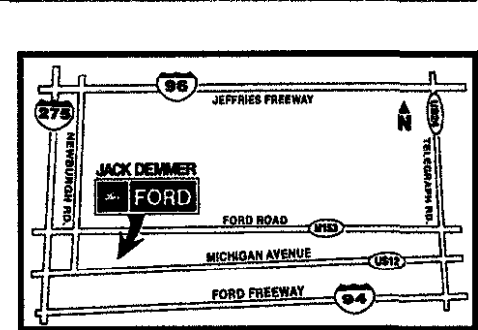 96
JEFFRIES FREEWAY
275
US24
N
NEWBURGH RD.
TELEGRAPH RD.
JACK DEMMER
FORD
FORD ROAD
M153
MICHIGAN AVENUE
US12
FORD FREEWAY
94